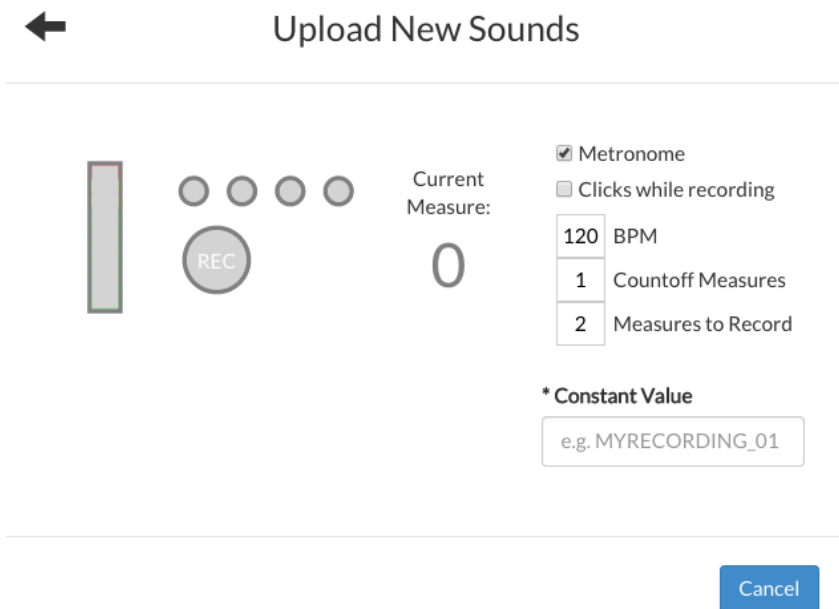 Upload New Sounds
Metronome
Clicks while recording
Current
Measure:
0
REC
120 BPM
1 Countoff Measures
2 Measures to Record
* Constant Value
e.g. MYRECORDING_01
Cancel